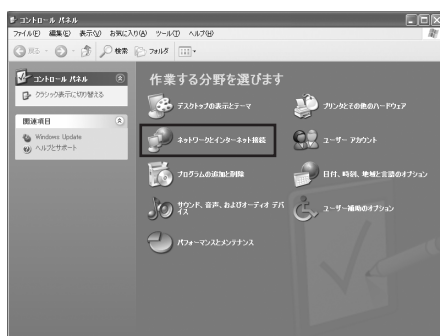 コントロール パネル
ファイル(F) 編集(E) 表示(V) お気に入り(A) ツール(T) ヘルプ(H)
戻る 検索 フォルダ
コントロール パネル
クラシック表示に切り替える
関連項目
Windows Update
ヘルプとサポート
作業する分野を選びます
デスクトップの表示とテーマ
プリンタとその他のハードウェア
ネットワークとインターネット接続
ユーザー アカウント
プログラムの追加と削除
日付、時刻、地域と言語のオプション
サウンド、音声、およびオーディオ デバ
イス
ユーザー補助のオプション
パフォーマンスとメンテナンス